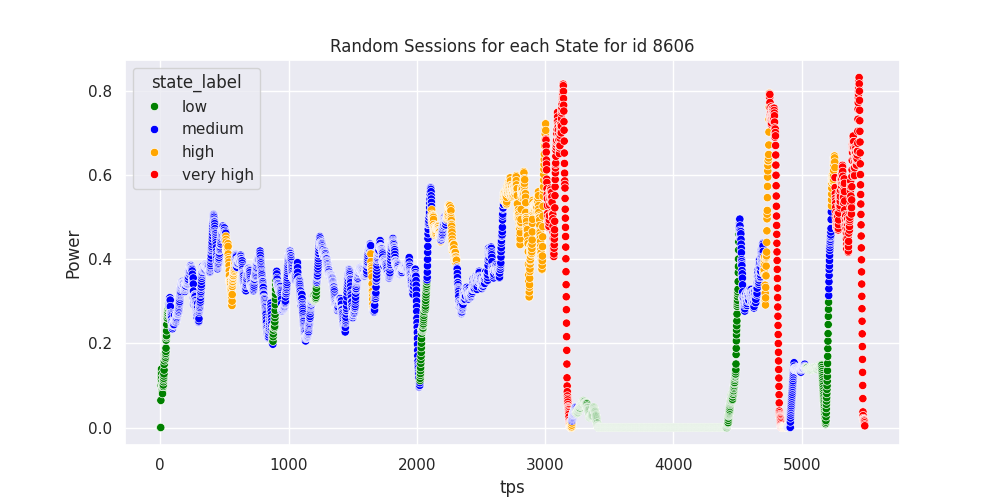 Random Sessions for each State for id 8606
state_label
low
medium
high
very high
Power
0.8
0.6
0.4
0.2
0.0
0 1000 2000 3000 4000 5000
tps